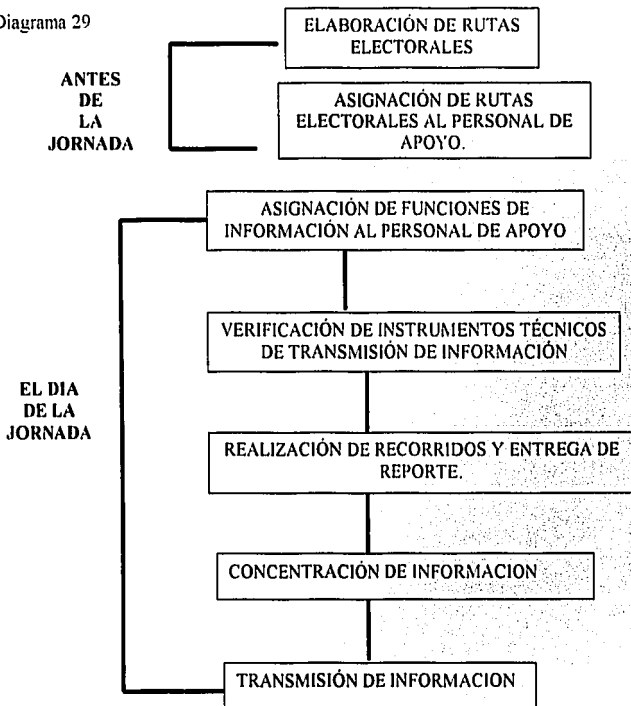 Diagrama 29
ELABORACIÓN DE RUTAS
ELECTORALES
ANTES
DE
LA
JORNADA
ASIGNACIÓN DE RUTAS
ELECTORALES AL PERSONAL DE
APOYO.
ASIGNACIÓN DE FUNCIONES DE
INFORMACIÓN AL PERSONAL DE APOYO
VERIFICACIÓN DE INSTRUMENTOS TÉCNICOS
DE TRANSMISIÓN DE INFORMACIÓN
EL DIA
DE LA
JORNADA
REALIZACIÓN DE RECORRIDOS Y ENTREGA DE
REPORTE.
CONCENTRACIÓN DE INFORMACION
TRANSMISIÓN DE INFORMACION